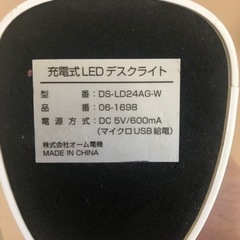 充電式LEDデスクライト
型番：DS-LD24AG-W
品番：06-1698
電源方式：DC 5V/600mA
（マイクロUSB給電）
株式会社オーム電機
MADE IN CHINA